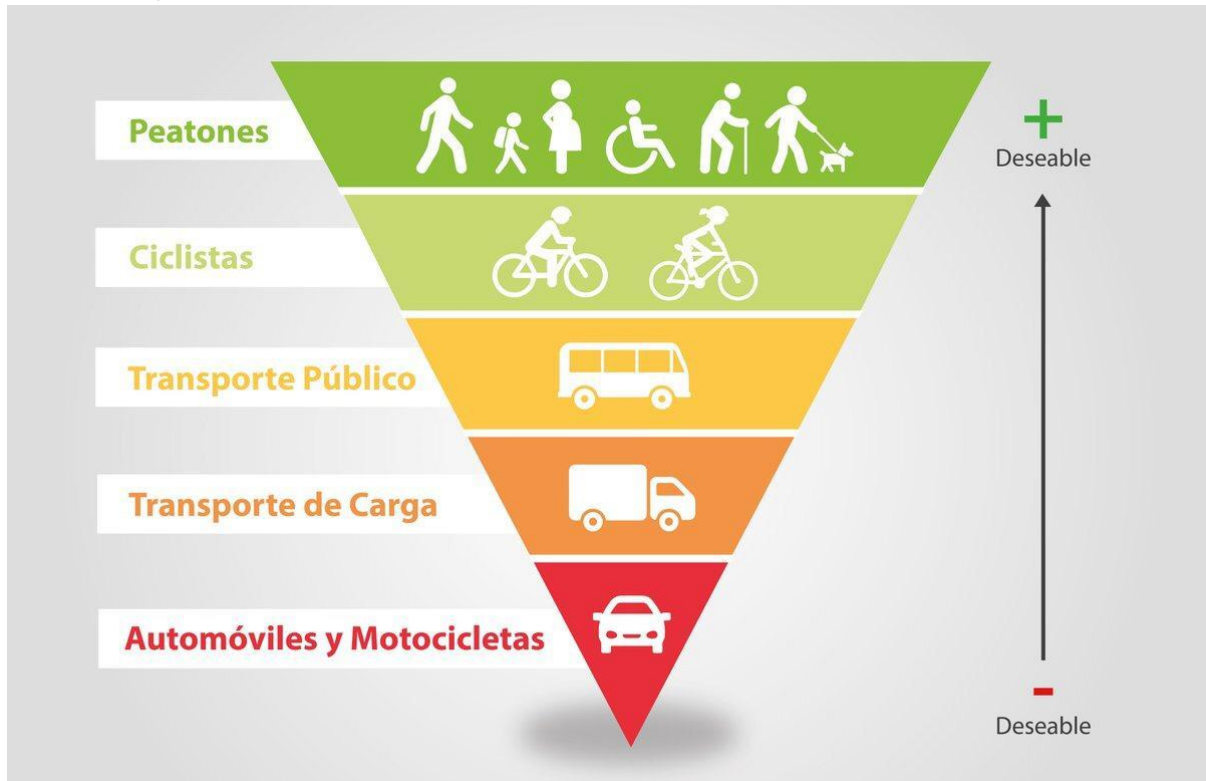 Peatones
+
Deseable
Ciclistas
Transporte Público
Transporte de Carga
Automóviles y Motocicletas
-
Deseable